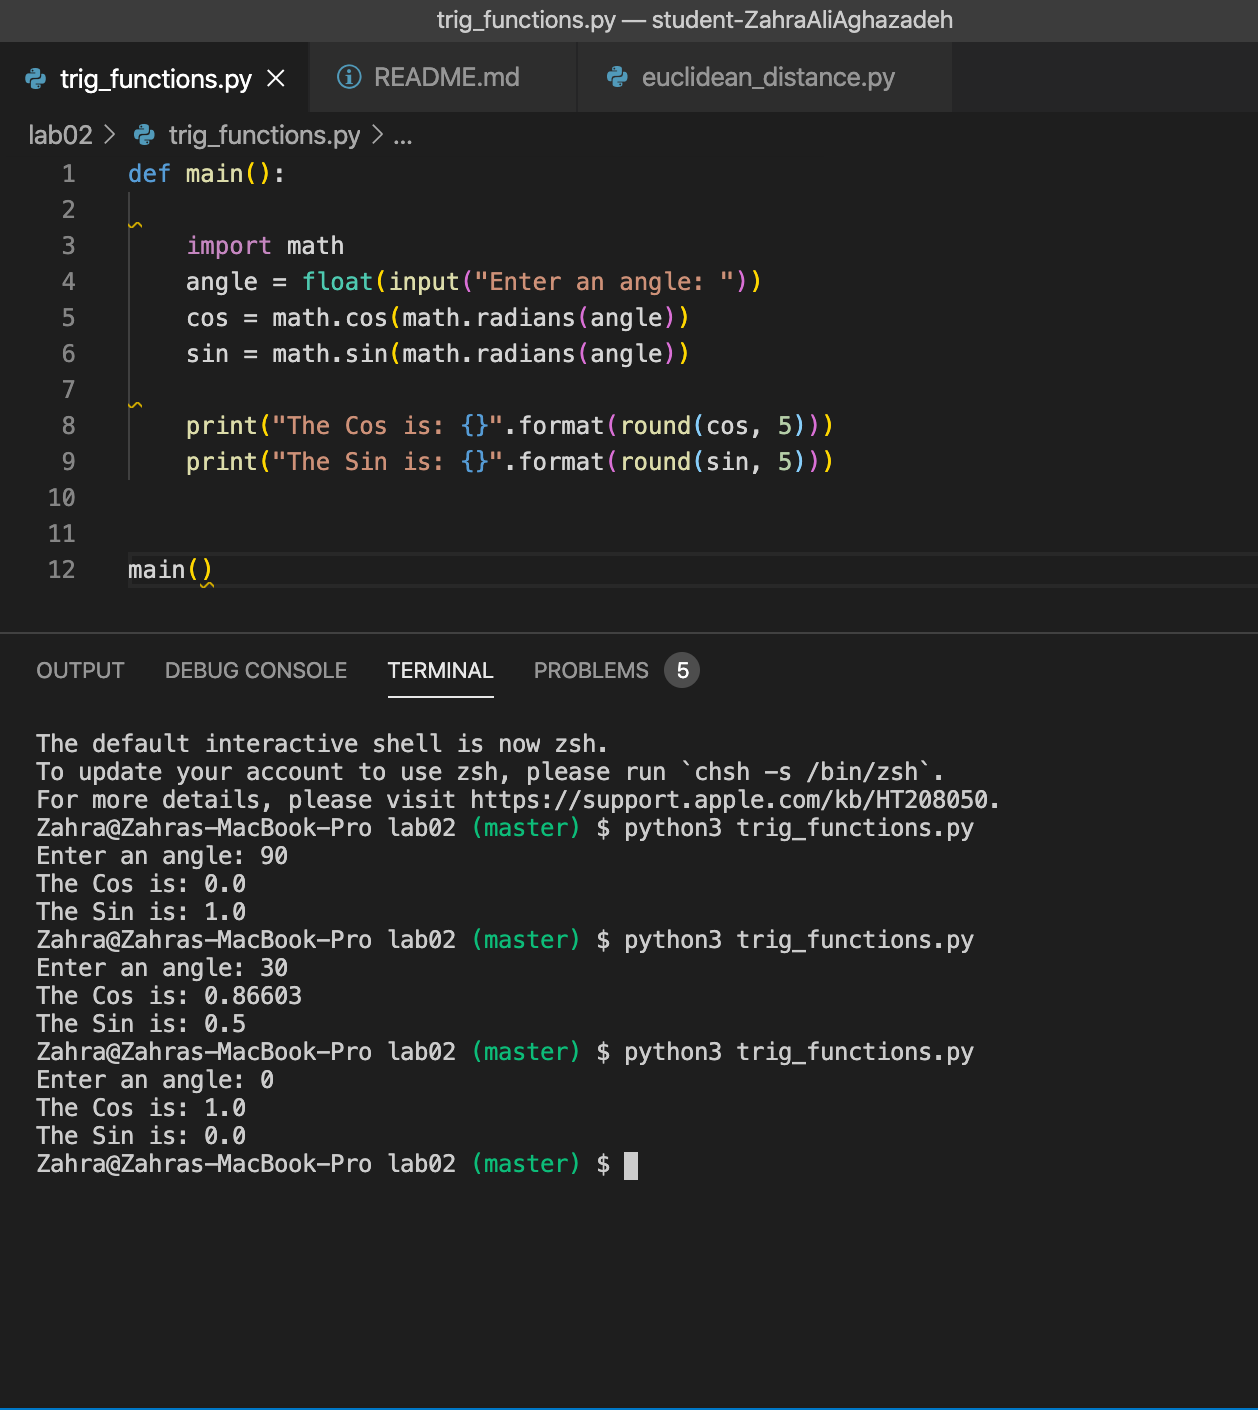 trig_functions.py — student-ZahraAliAghazadeh
trig_functions.py × README.md euclidean_distance.py
lab02 > trig_functions.py > ...
1 def main():
2
3     import math
4     angle = float(input("Enter an angle: "))
5     cos = math.cos(math.radians(angle))
6     sin = math.sin(math.radians(angle))
7
8     print("The Cos is: {}".format(round(cos, 5)))
9     print("The Sin is: {}".format(round(sin, 5)))
10
11
12 main()
OUTPUT DEBUG CONSOLE TERMINAL PROBLEMS 5
The default interactive shell is now zsh.
To update your account to use zsh, please run `chsh -s /bin/zsh`.
For more details, please visit https://support.apple.com/kb/HT208050.
Zahra@Zahras-MacBook-Pro lab02 (master) $ python3 trig_functions.py
Enter an angle: 90
The Cos is: 0.0
The Sin is: 1.0
Zahra@Zahras-MacBook-Pro lab02 (master) $ python3 trig_functions.py
Enter an angle: 30
The Cos is: 0.86603
The Sin is: 0.5
Zahra@Zahras-MacBook-Pro lab02 (master) $ python3 trig_functions.py
Enter an angle: 0
The Cos is: 1.0
The Sin is: 0.0
Zahra@Zahras-MacBook-Pro lab02 (master) $